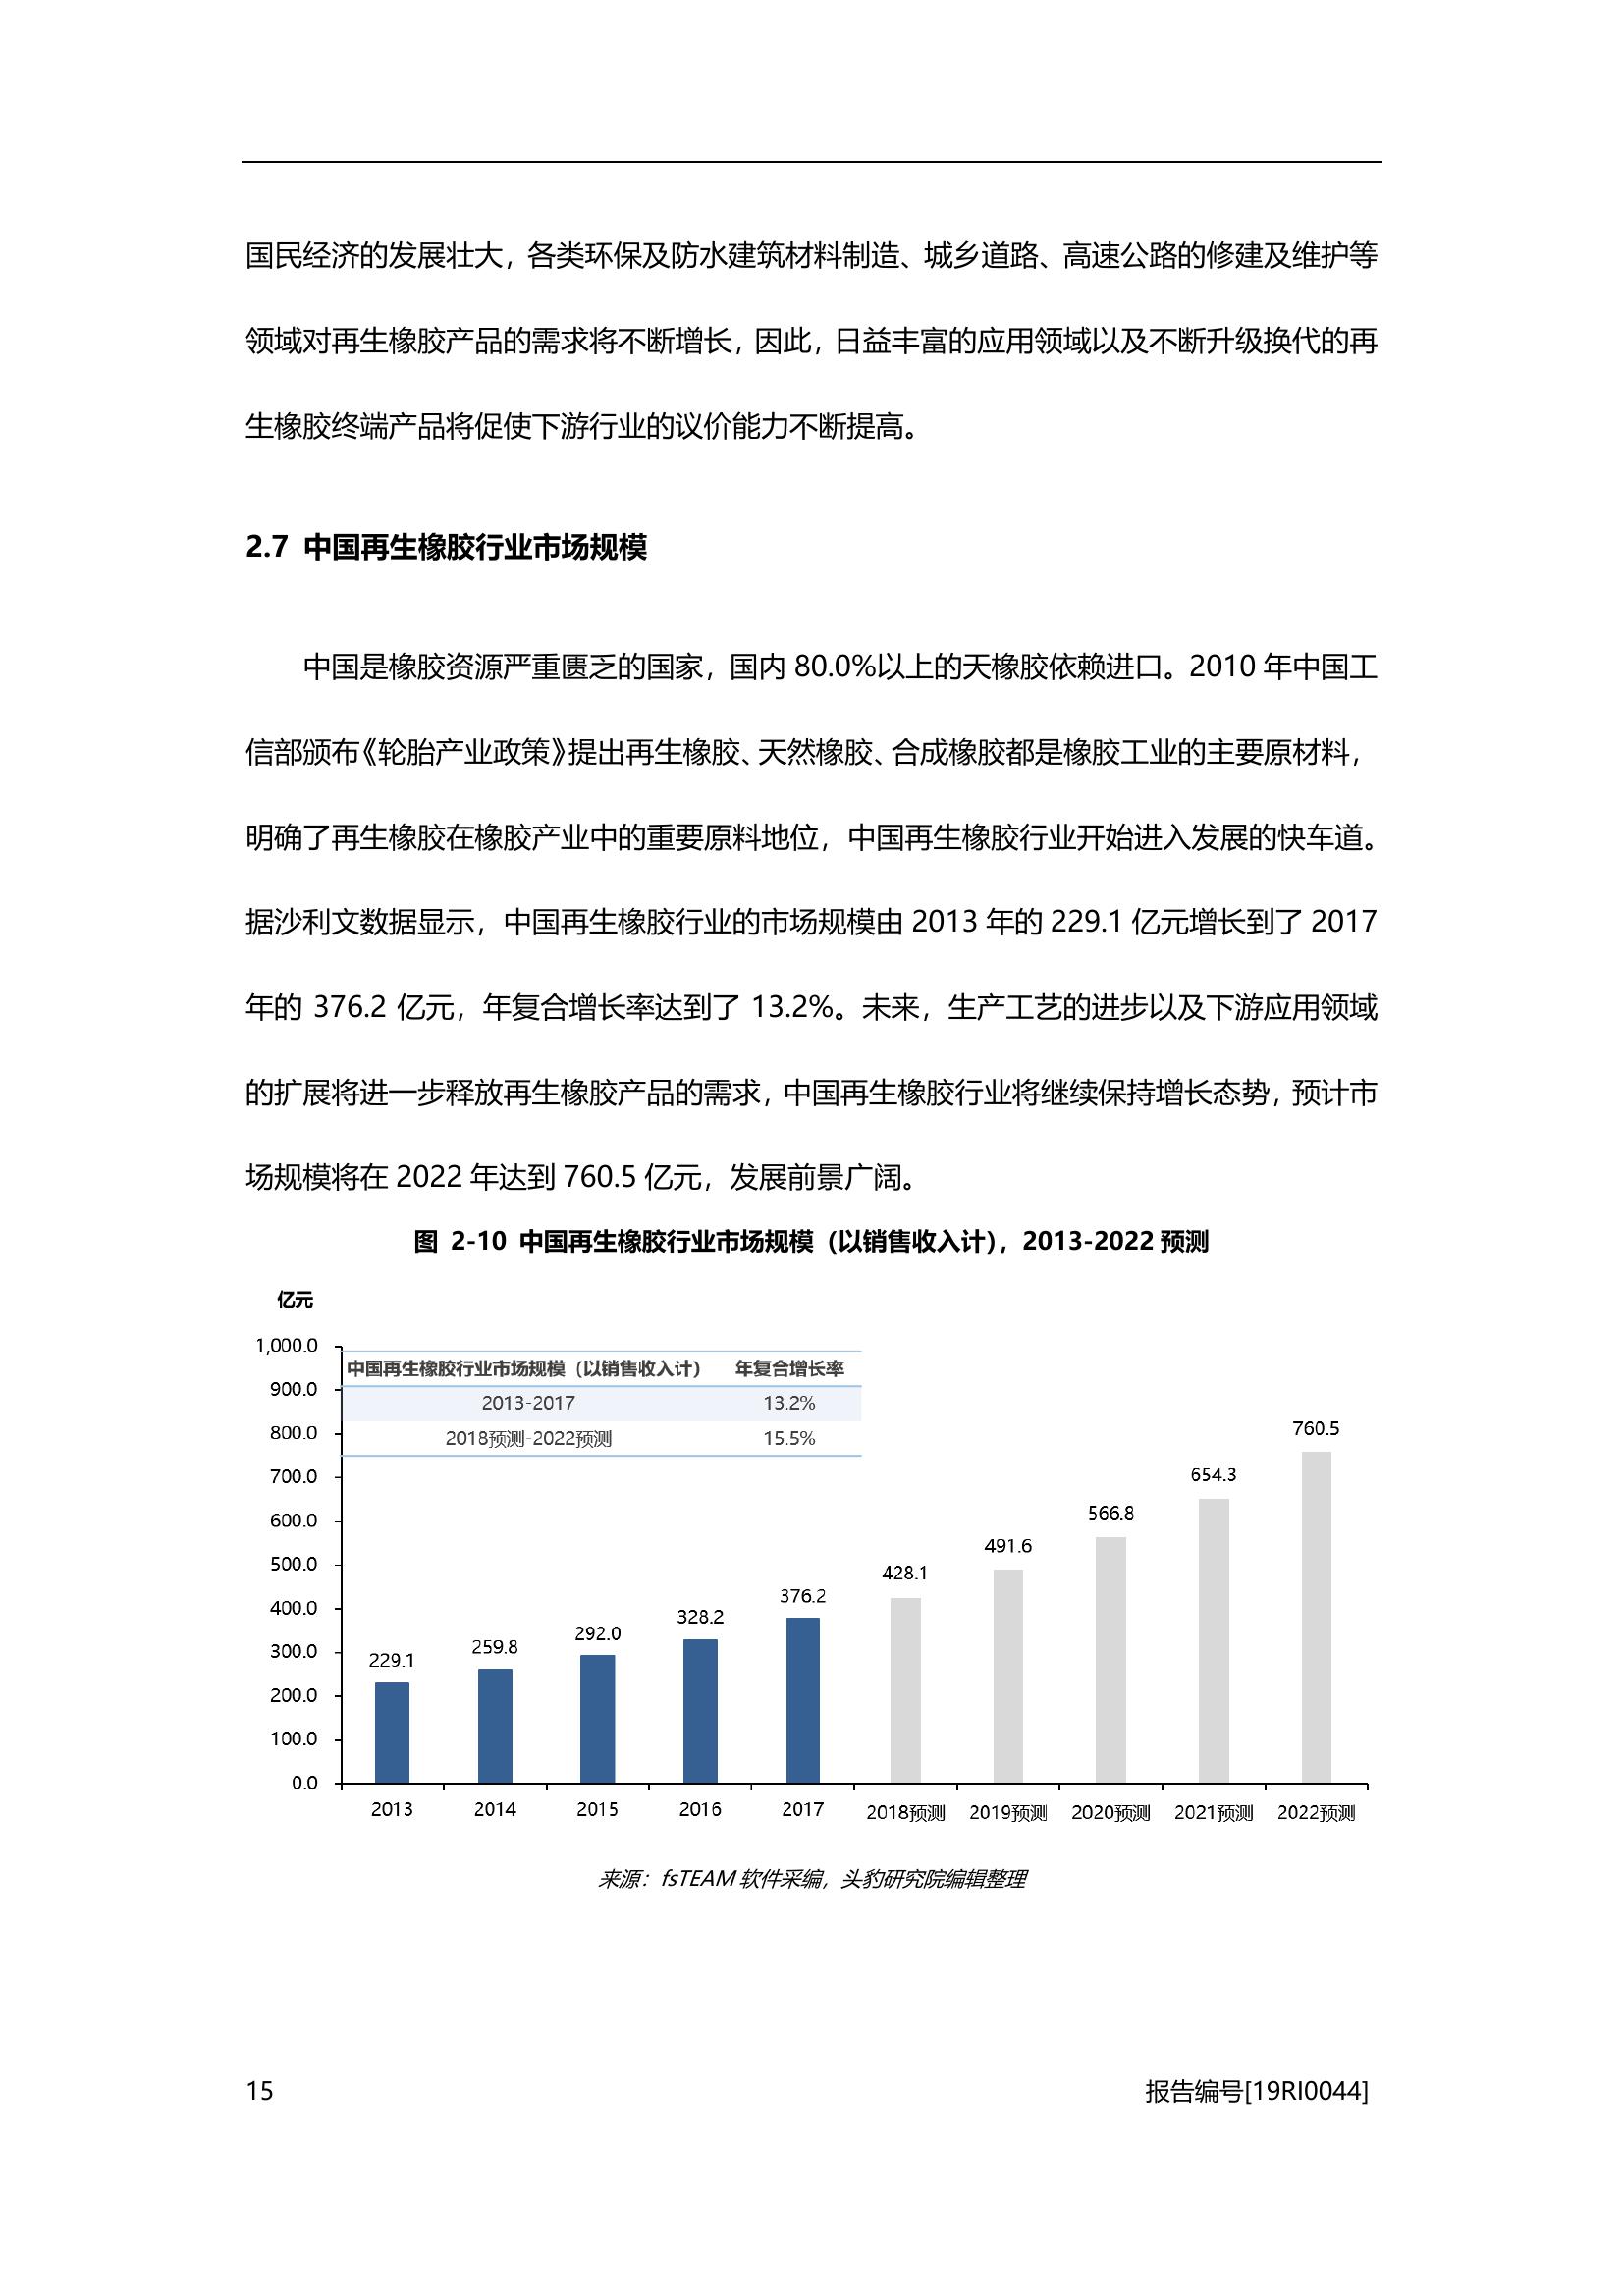 国民经济的发展壮大，各类环保及防水建筑材料制造、城乡道路、高速公路的修建及维护等
领域对再生橡胶产品的需求将不断增长，因此，日益丰富的应用领域以及不断升级换代的再
生橡胶终端产品将促使下游行业的议价能力不断提高。
2.7 中国再生橡胶行业市场规模
中国是橡胶资源严重匮乏的国家，国内 80.0%以上的天橡胶依赖进口。2010 年中国工
信部颁布《轮胎产业政策》提出再生橡胶、天然橡胶、合成橡胶都是橡胶工业的主要原材料，
明确了再生橡胶在橡胶产业中的重要原料地位，中国再生橡胶行业开始进入发展的快车道。
据沙利文数据显示，中国再生橡胶行业的市场规模由 2013 年的 229.1 亿元增长到了 2017
年的 376.2 亿元，年复合增长率达到了 13.2%。未来，生产工艺的进步以及下游应用领域
的扩展将进一步释放再生橡胶产品的需求，中国再生橡胶行业将继续保持增长态势，预计市
场规模将在 2022 年达到 760.5 亿元，发展前景广阔。
图 2-10 中国再生橡胶行业市场规模（以销售收入计），2013-2022 预测
亿元
1,000.0
900.0
800.0
700.0
600.0
500.0
400.0
300.0
200.0
100.0
0.0
中国再生橡胶行业市场规模（以销售收入计） 年复合增长率
2013-2017 13.2%
2018预测-2022预测 15.5%
229.1 259.8 292.0 328.2 376.2 428.1 491.6 566.8 654.3 760.5
2013 2014 2015 2016 2017 2018预测 2019预测 2020预测 2021预测 2022预测
来源：fsTEAM 软件采编，头豹研究院编辑整理
15 报告编号[19RI0044]